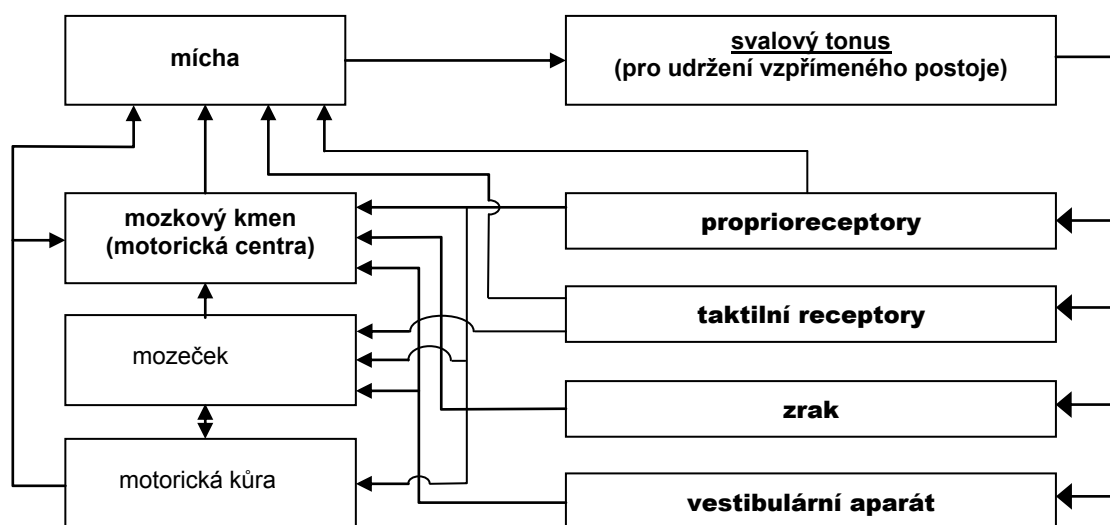 mícha
svalový tonus
(pro udržení vzpřímeného postoje)
mozkový kmen
(motorická centra)
proprioreceptory
taktilní receptory
mozeček
zrak
motorická kůra
vestibulární aparát